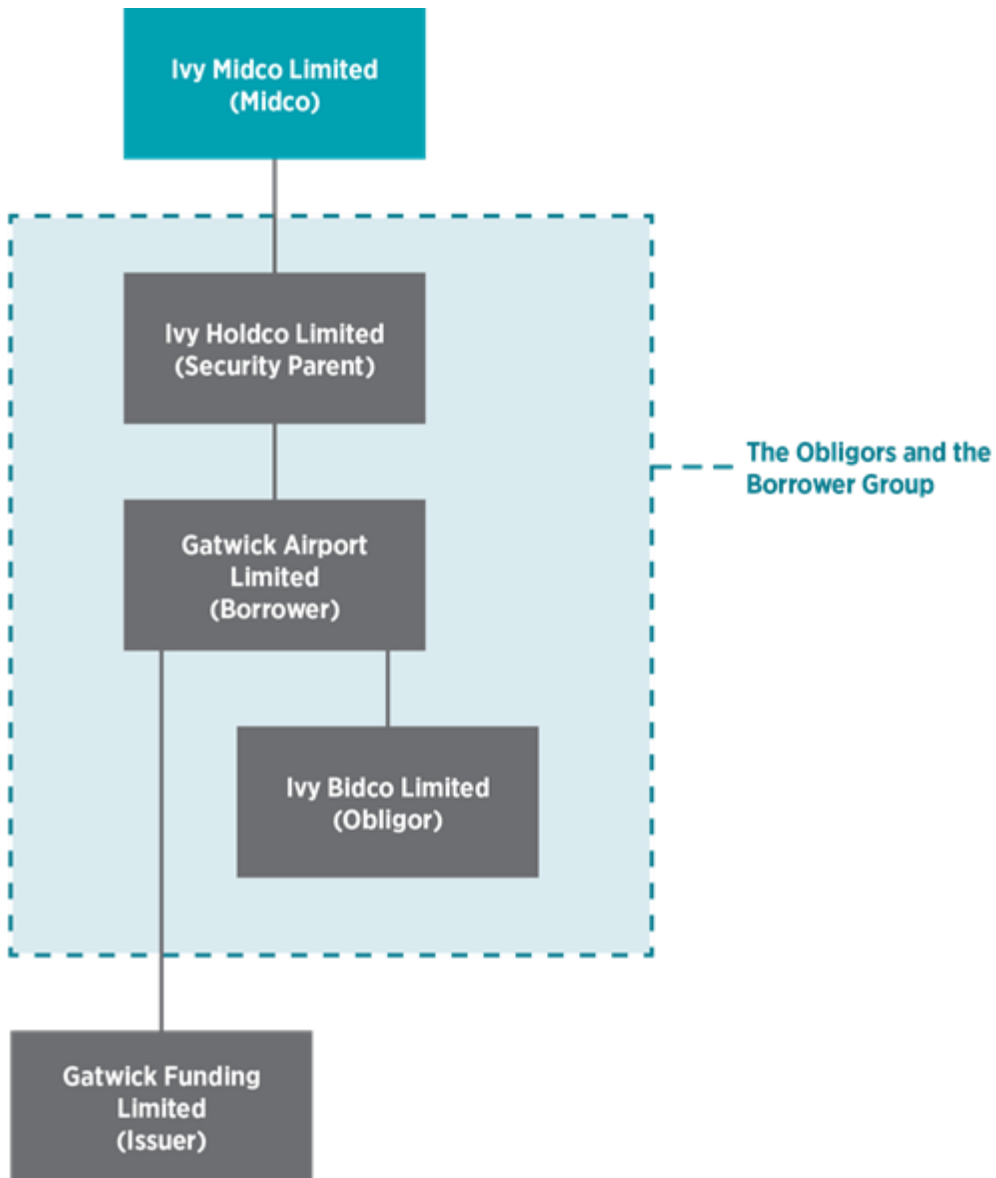 Ivy Midco Limited
(Midco)
Ivy Holdco Limited
(Security Parent)
The Obligors and the
Borrower Group
Gatwick Airport
Limited
(Borrower)
Ivy Bidco Limited
(Obligor)
Gatwick Funding
Limited
(Issuer)